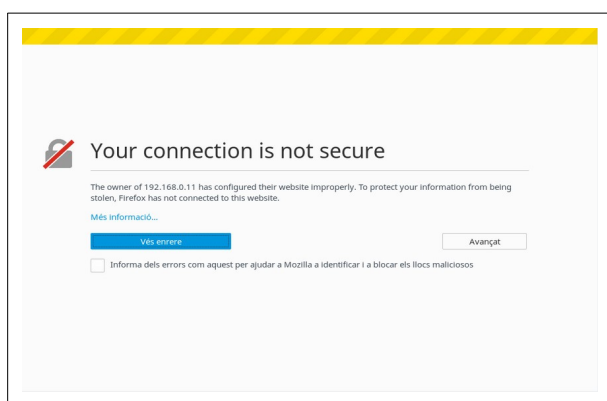 Your connection is not secure
The owner of 192.168.0.11 has configured their website improperly. To protect your information from being
stolen, Firefox has not connected to this website.
Més informació...
Vés enrere
Avançat
Informa dels errors com aquest per ajudar a Mozilla a identificar i a blocar els llocs maliciosos